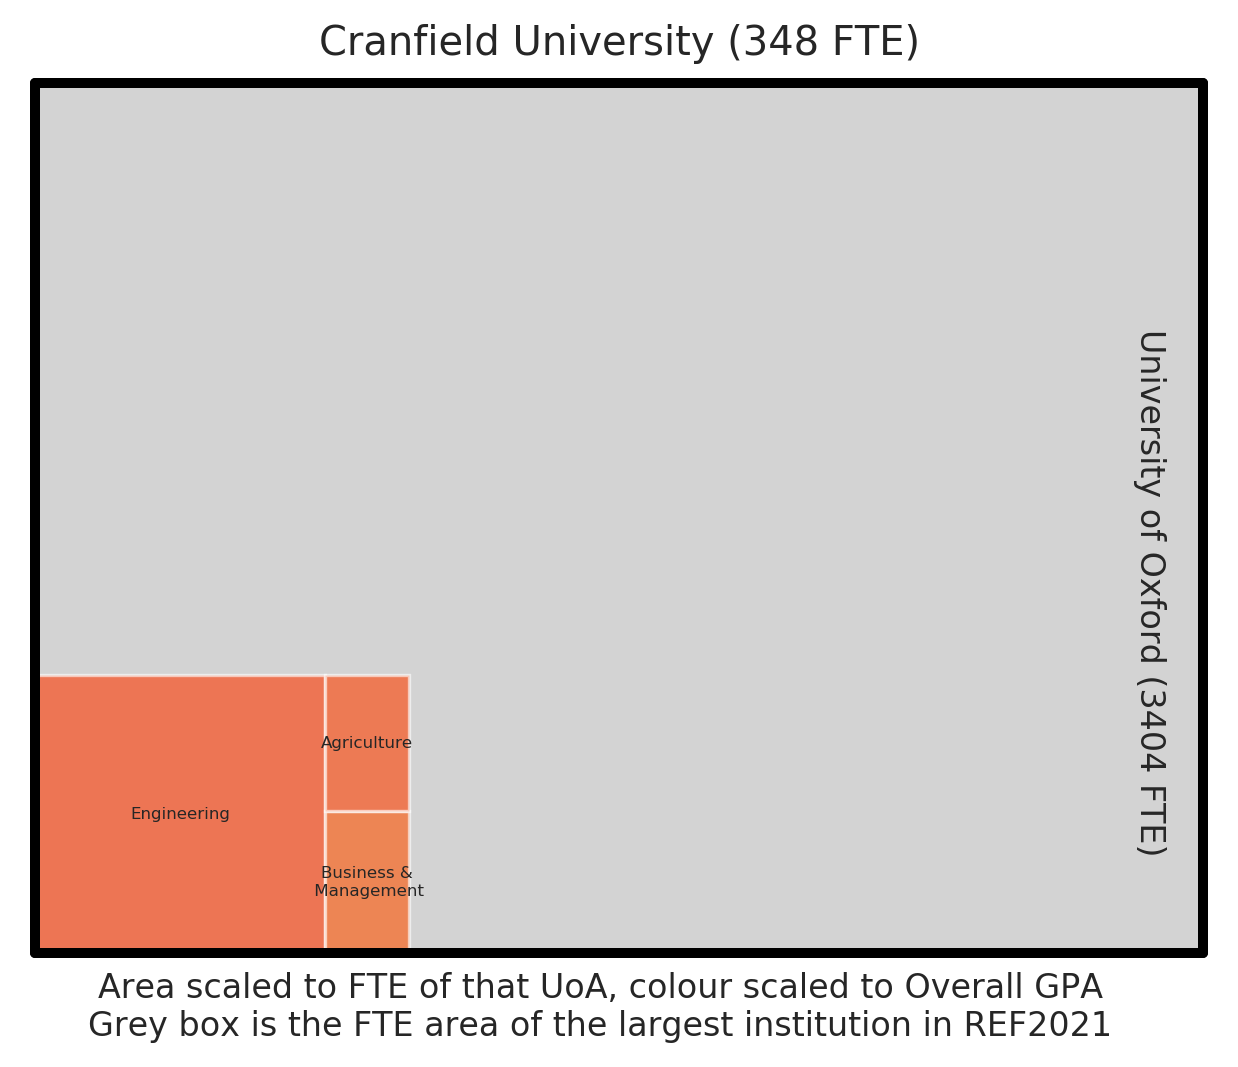 Cranfield University (348 FTE)
University of Oxford (3404 FTE)
Agriculture
Engineering
Business &
Management
Area scaled to FTE of that UoA, colour scaled to Overall GPA
Grey box is the FTE area of the largest institution in REF2021